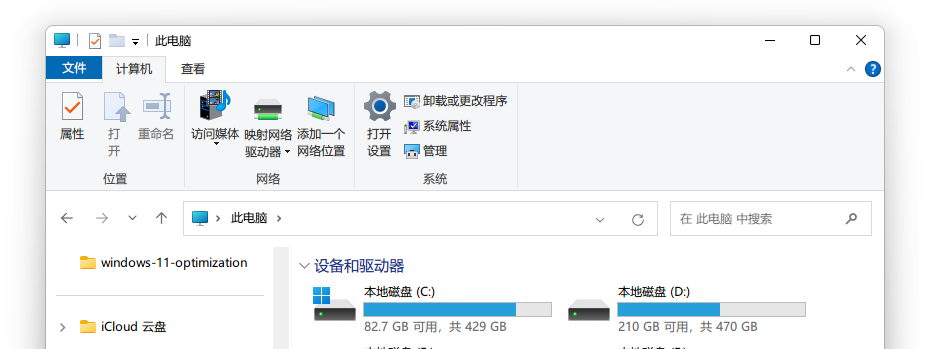 此电脑
文件 计算机 查看
属性
打开
重命名
位置
访问媒体
映射网络驱动器
添加一个网络位置
网络
打开设置
卸载或更改程序
系统属性
管理
系统
此电脑
在 此电脑 中搜索
windows-11-optimization
iCloud 云盘
设备和驱动器
本地磁盘 (C:)
82.7 GB 可用，共 429 GB
本地磁盘 (D:)
210 GB 可用，共 470 GB